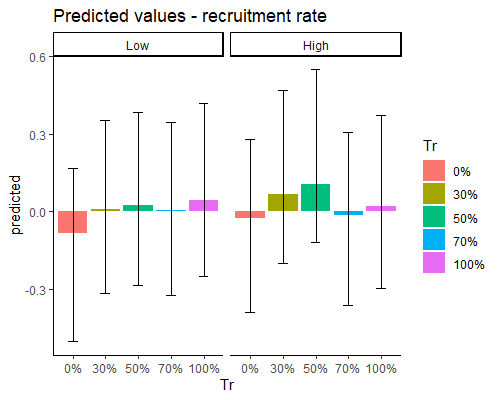 Predicted values - recruitment rate
Low High
0.6
0.3
0.0
-0.3
predicted
0% 30% 50% 70% 100% 0% 30% 50% 70% 100%
Tr
Tr
0%
30%
50%
70%
100%